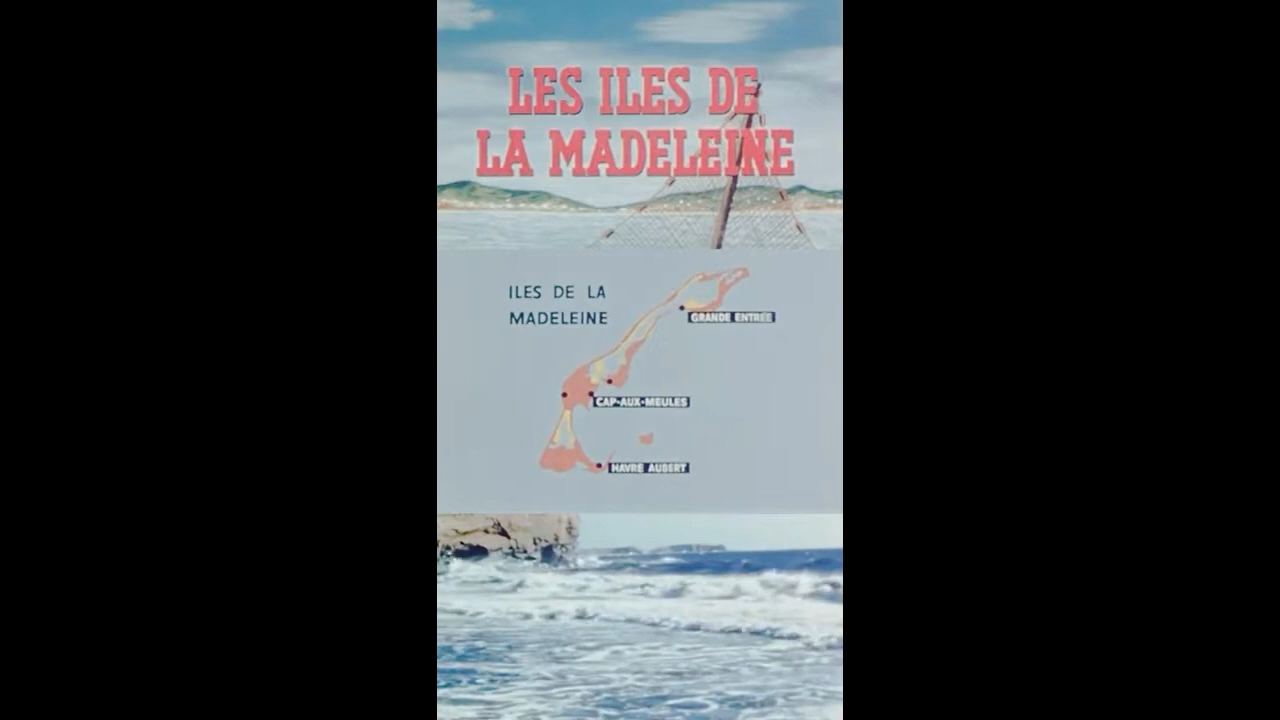 LES ILES DE
LA MADELEINE
ILES DE LA
MADELEINE
GRANDE ENTRÉE
CAP-AUX-MEULES
HAVRE AUBERT